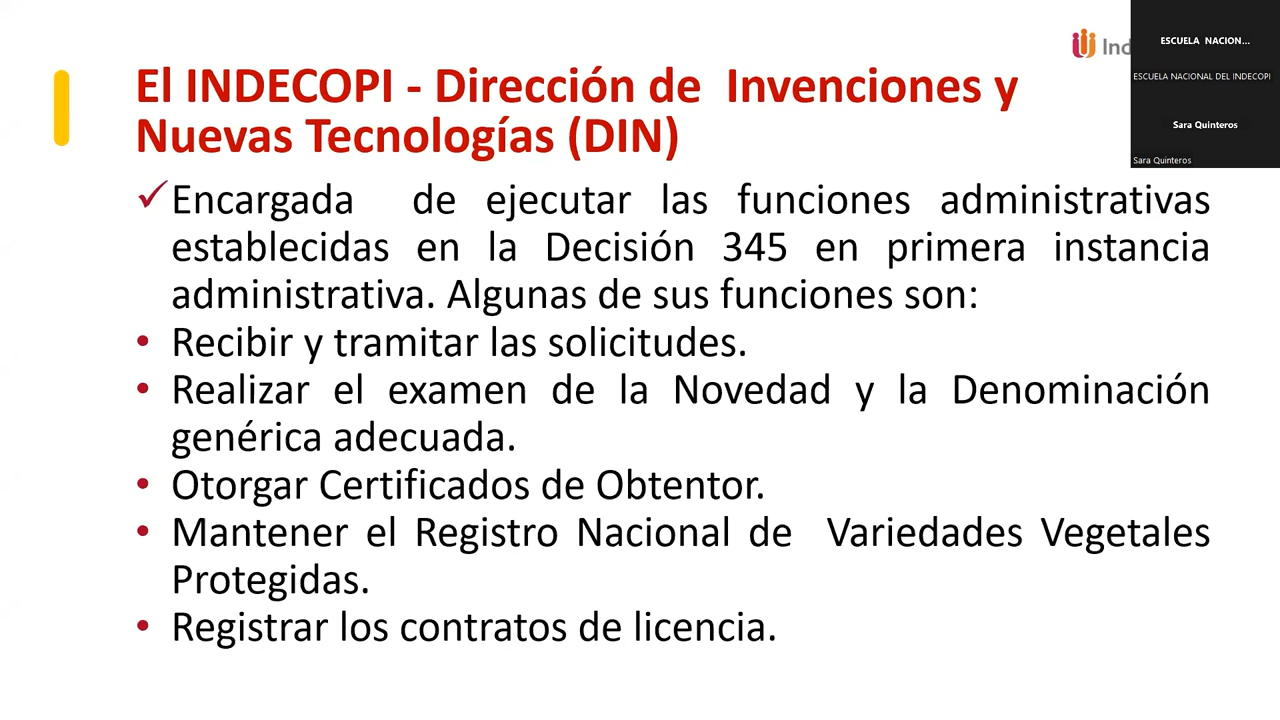 Ind
ESCUELA NACION...
ESCUELA NACIONAL DEL INDECOPI
Sara Quinteros
Sara Quinteros
El INDECOPI - Dirección de Invenciones y
Nuevas Tecnologías (DIN)
✓Encargada de ejecutar las funciones administrativas
establecidas en la Decisión 345 en primera instancia
administrativa. Algunas de sus funciones son:
• Recibir y tramitar las solicitudes.
• Realizar el examen de la Novedad y la Denominación
genérica adecuada.
• Otorgar Certificados de Obtentor.
• Mantener el Registro Nacional de Variedades Vegetales
Protegidas.
• Registrar los contratos de licencia.